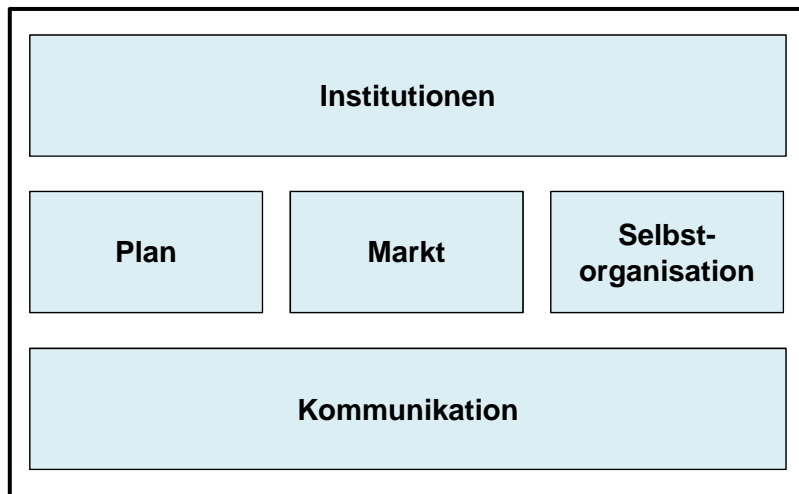 Institutionen
Plan
Markt
Selbst-
organisation
Kommunikation